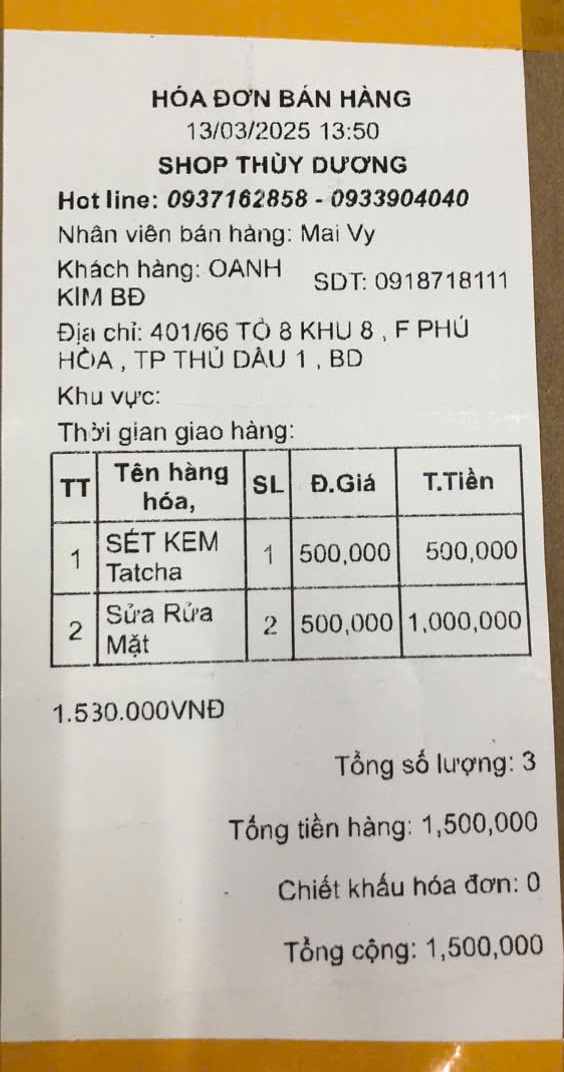 HÓA ĐƠN BÁN HÀNG
13/03/2025 13:50
SHOP THÙY DƯƠNG
Hot line: 0937162858 - 0933904040
Nhân viên bán hàng: Mai Vy
Khách hàng: OANH KIM BĐ SDT: 0918718111
Địa chỉ: 401/66 TỔ 8 KHU 8 , F PHÚ
HÒA , TP THỦ DẦU 1 , BD
Khu vực:
Thời gian giao hàng:
TT Tên hàng hóa, SL Đ.Giá T.Tiền
1 SÉT KEM Tatcha 1 500,000 500,000
2 Sửa Rửa Mặt 2 500,000 1,000,000
1.530.000VNĐ
Tổng số lượng: 3
Tổng tiền hàng: 1,500,000
Chiết khấu hóa đơn: 0
Tổng cộng: 1,500,000